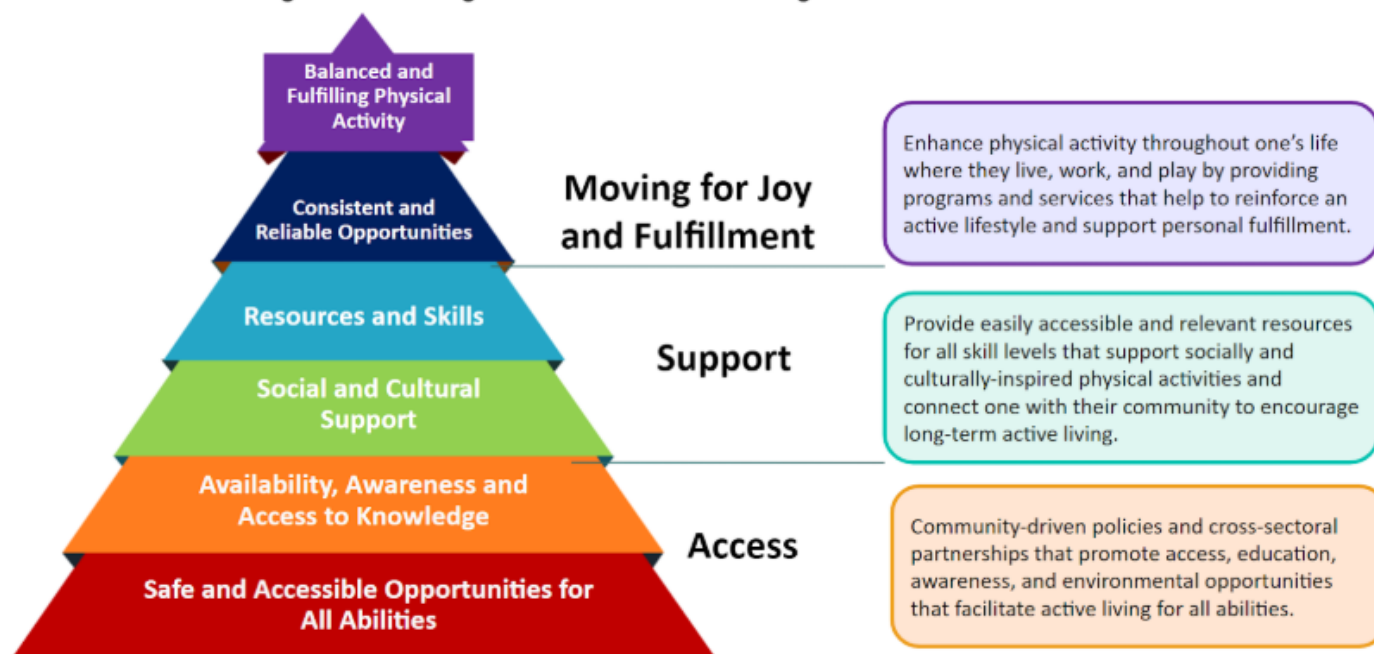 Balanced and
Fulfilling Physical
Activity
Consistent and
Reliable Opportunities
Resources and Skills
Social and Cultural
Support
Availability, Awareness and
Access to Knowledge
Safe and Accessible Opportunities for
All Abilities
Moving for Joy
and Fulfillment
Support
Access
Enhance physical activity throughout one's life
where they live, work, and play by providing
programs and services that help to reinforce an
active lifestyle and support personal fulfillment.
Provide easily accessible and relevant resources
for all skill levels that support socially and
culturally-inspired physical activities and
connect one with their community to encourage
long-term active living.
Community-driven policies and cross-sectoral
partnerships that promote access, education,
awareness, and environmental opportunities
that facilitate active living for all abilities.